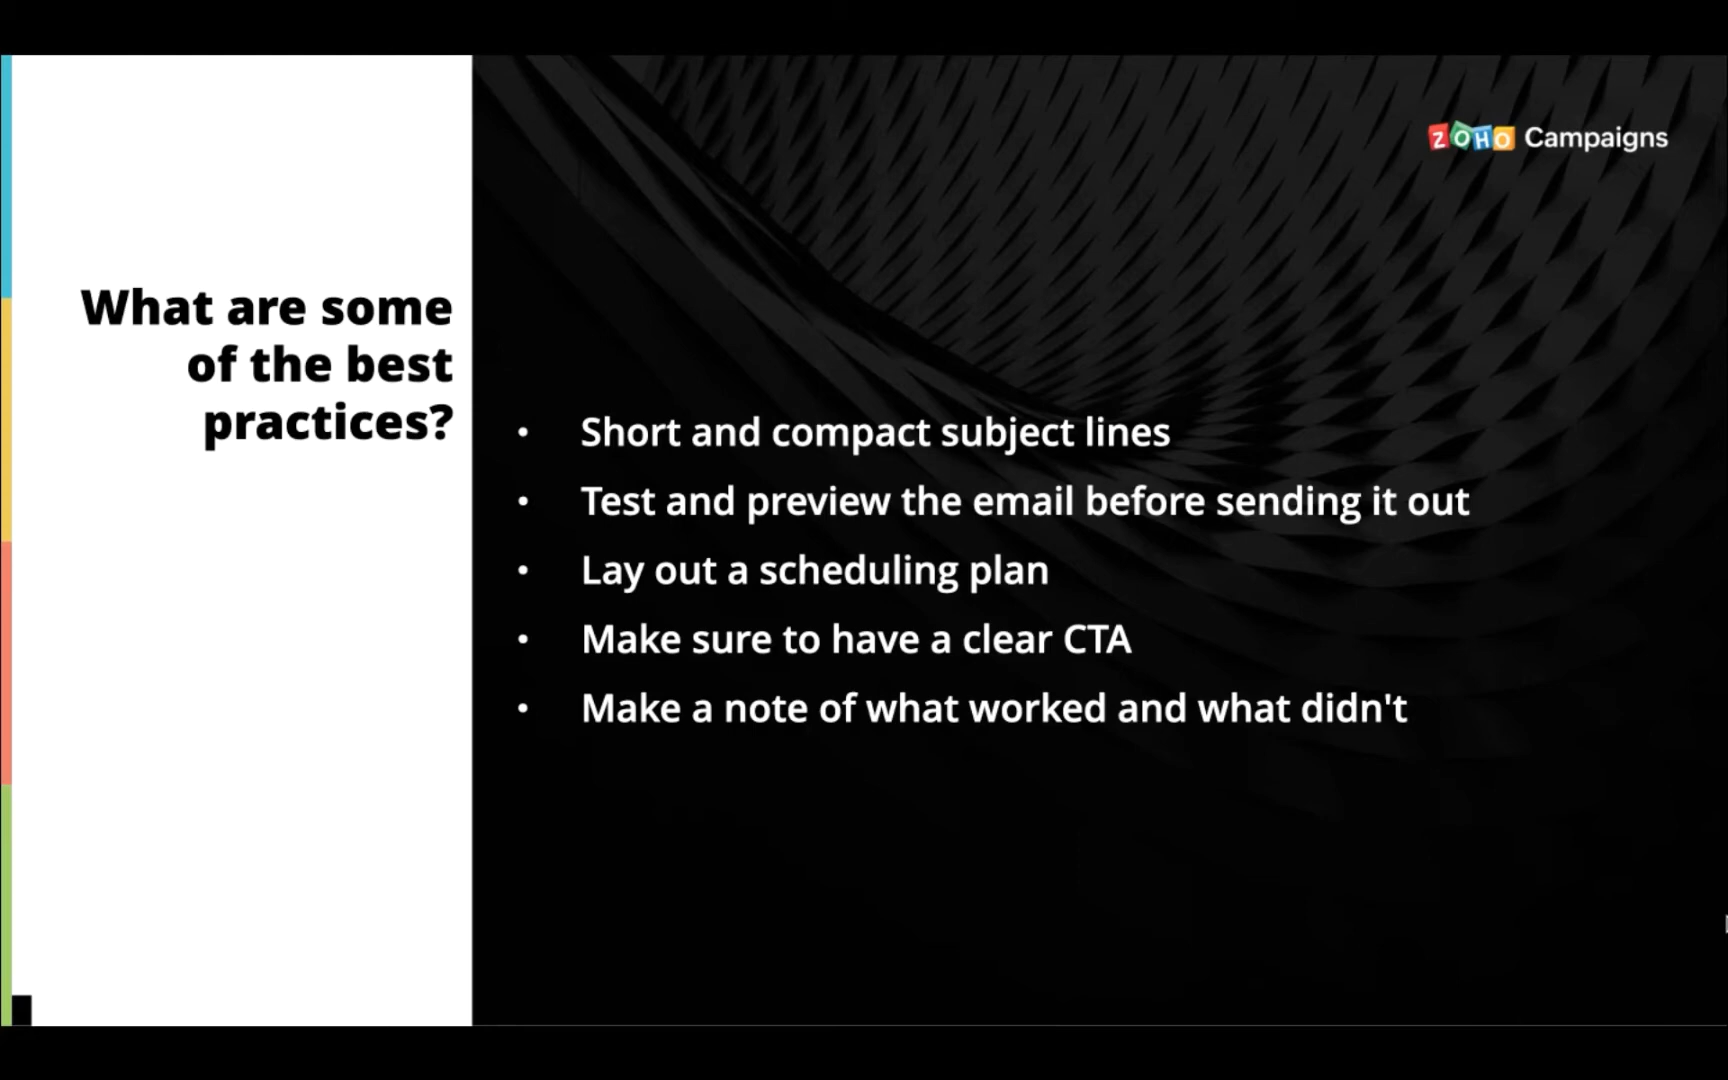 What are some
of the best
practices?
ZOHO Campaigns
• Short and compact subject lines
• Test and preview the email before sending it out
• Lay out a scheduling plan
• Make sure to have a clear CTA
• Make a note of what worked and what didn't